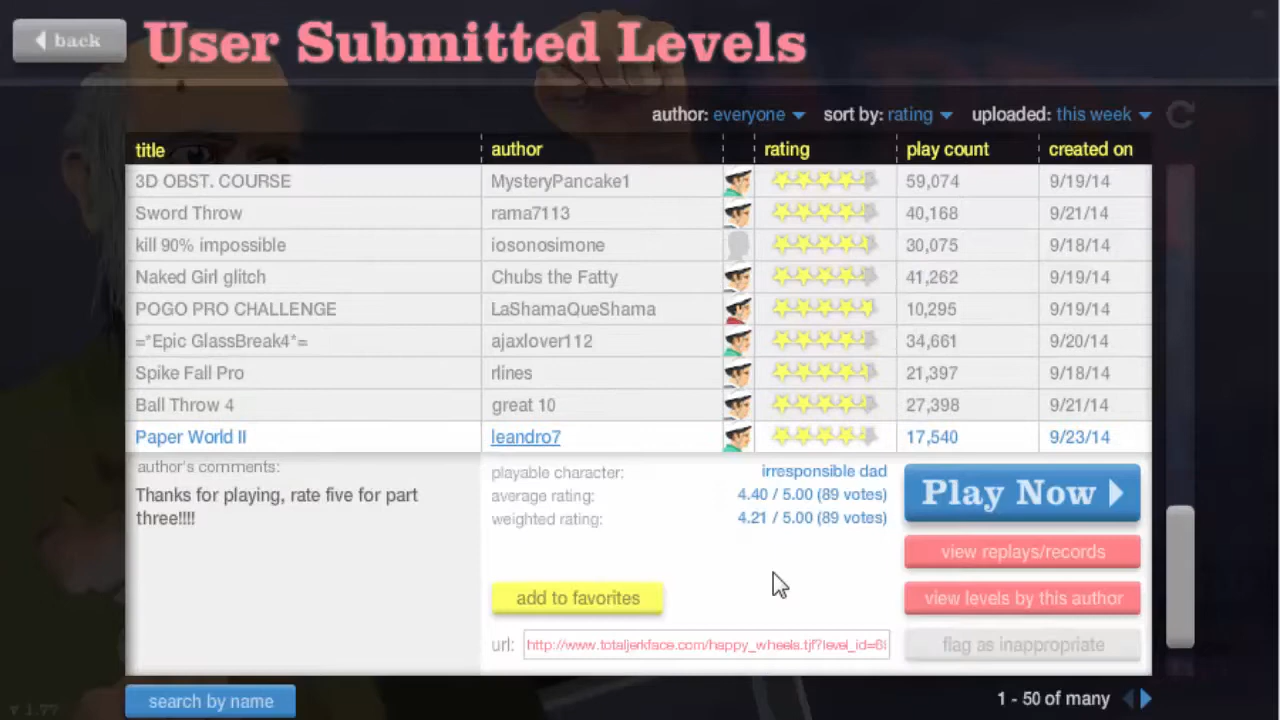 back
User Submitted Levels
author: everyone sort by: rating uploaded: this week
title author rating play count created on
3D OBST. COURSE MysteryPancake1 59,074 9/19/14
Sword Throw rama7113 40,168 9/21/14
kill 90% impossible iosonosimone 30,075 9/18/14
Naked Girl glitch Chubs the Fatty 41,262 9/19/14
POGO PRO CHALLENGE LaShamaQueShama 10,295 9/19/14
=*Epic GlassBreak4*= ajaxlover112 34,661 9/20/14
Spike Fall Pro rlines 21,397 9/18/14
Ball Throw 4 great 10 27,398 9/21/14
Paper World II leandro7 17,540 9/23/14
author's comments:
Thanks for playing, rate five for part
three!!!!
playable character: irresponsible dad
average rating: 4.40 / 5.00 (89 votes)
weighted rating: 4.21 / 5.00 (89 votes)
Play Now
view replays/records
add to favorites
view levels by this author
url: http://www.totaljerkface.com/happy_wheels.tjf?level_id=6
flag as inappropriate
search by name
1 - 50 of many
v 1.77